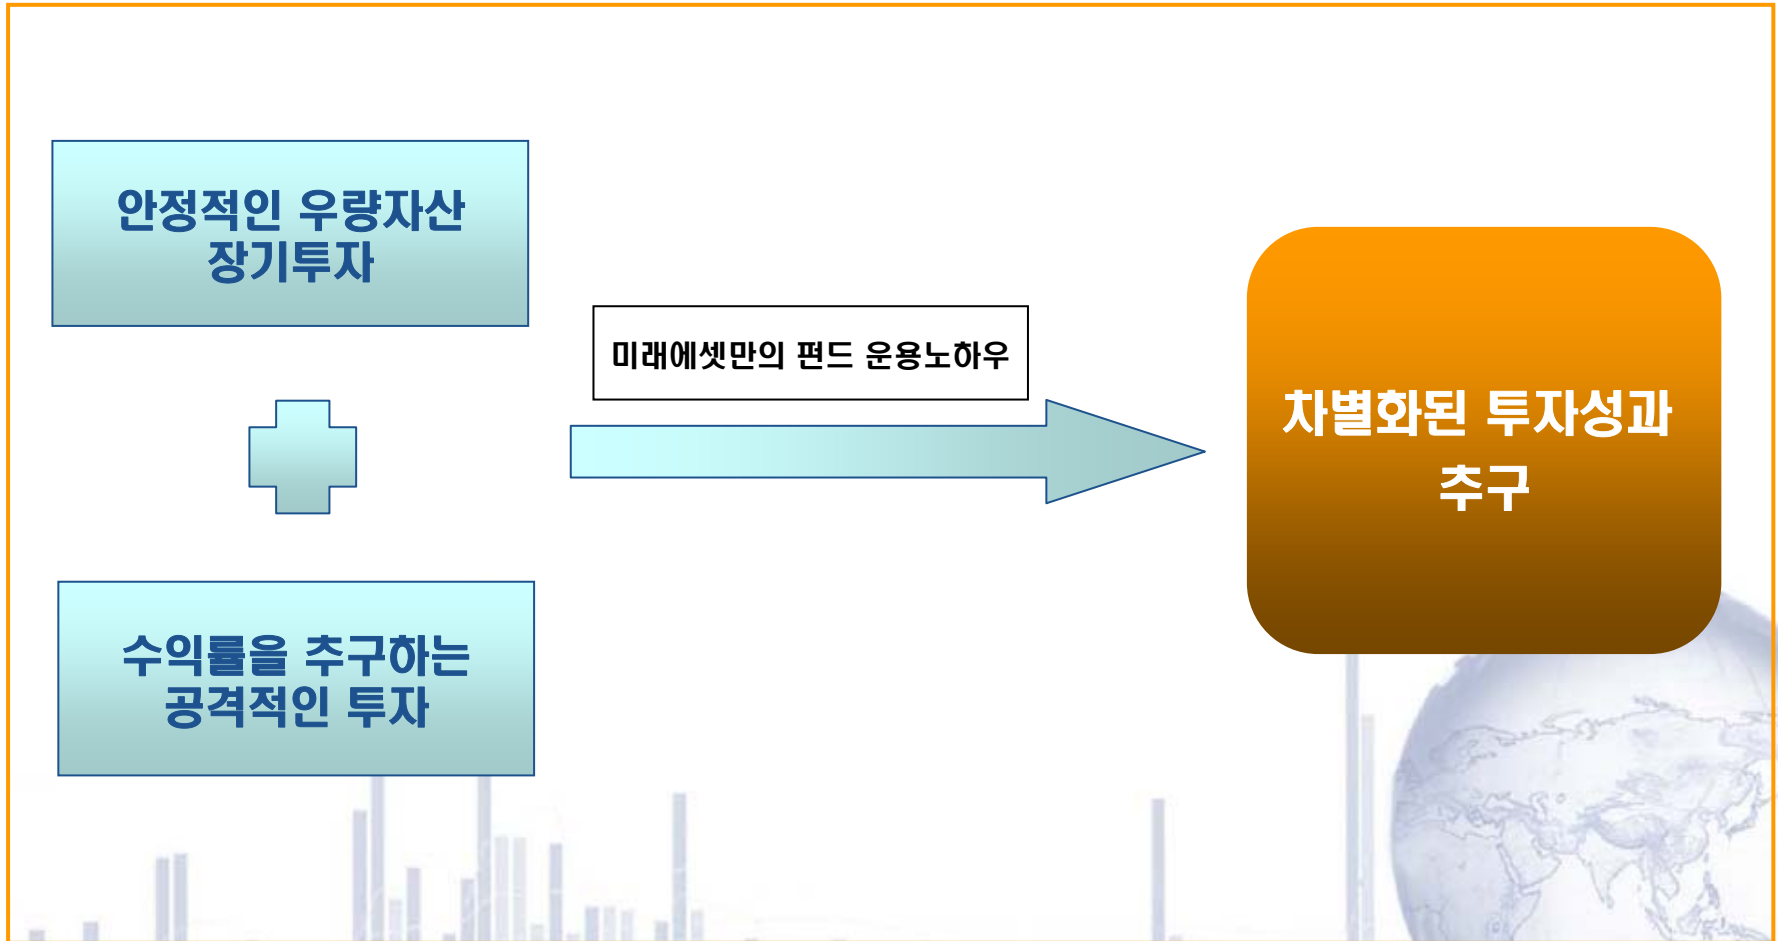 안정적인 우량자산
장기투자
미래에셋만의 펀드 운용노하우
차별화된 투자성과
추구
수익률을 추구하는
공격적인 투자